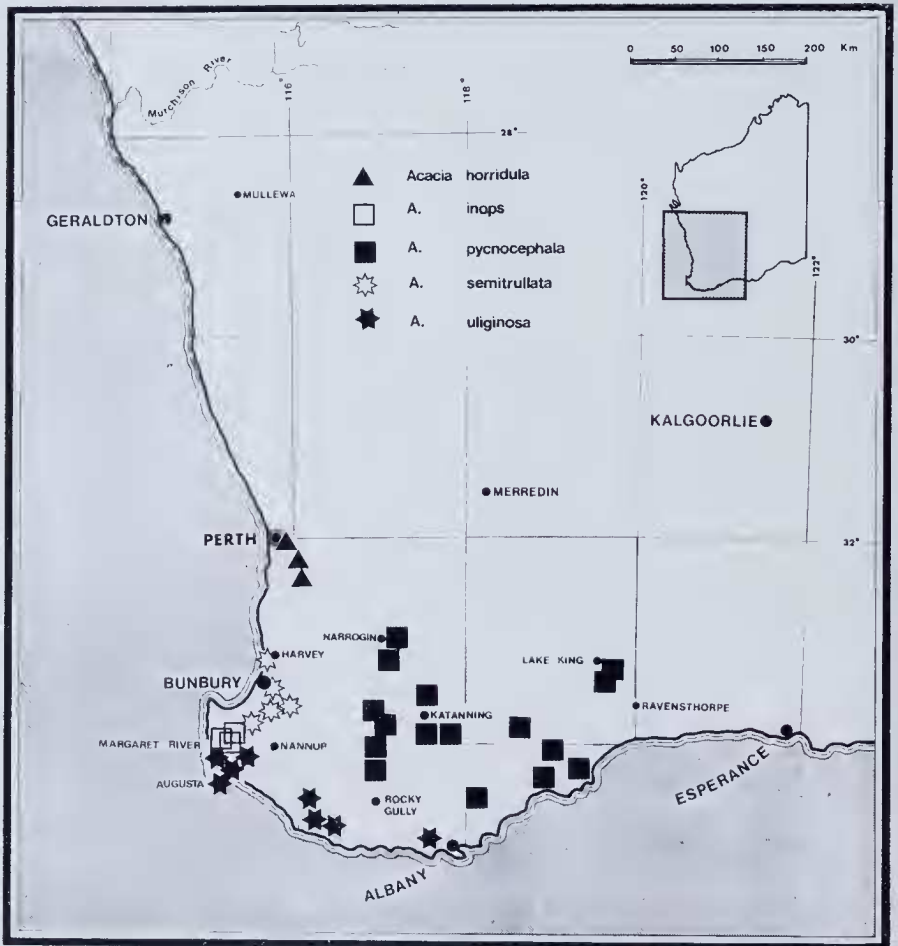 0 50 100 150 200 Km
Murchison River
116°
118°
28°
120°
122°
Acacia horridula
A. inops
A. pycnocephala
A. semitrullata
A. uliginosa
MULLEWA
GERALDTON
30°
KALGOORLIE
MERREDIN
PERTH
32°
NARROGIN
HARVEY
LAKE KING
BUNBURY
KATANNING
RAVENSTHORPE
MARGARET RIVER
NANNUP
AUGUSTA
ROCKY
GULLY
ESPERANCE
ALBANY